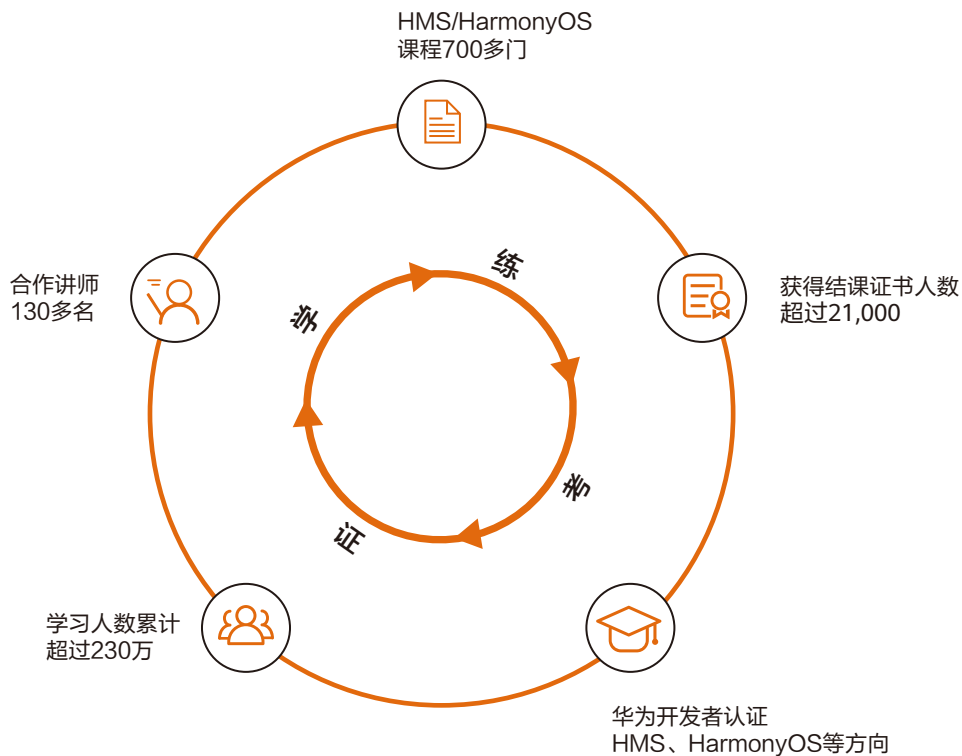 HMS/HarmonyOS
课程700多门
合作讲师
130多名
获得结课证书人数
超过21,000
学
练
考
证
学习人数累计
超过230万
华为开发者认证
HMS、HarmonyOS等方向